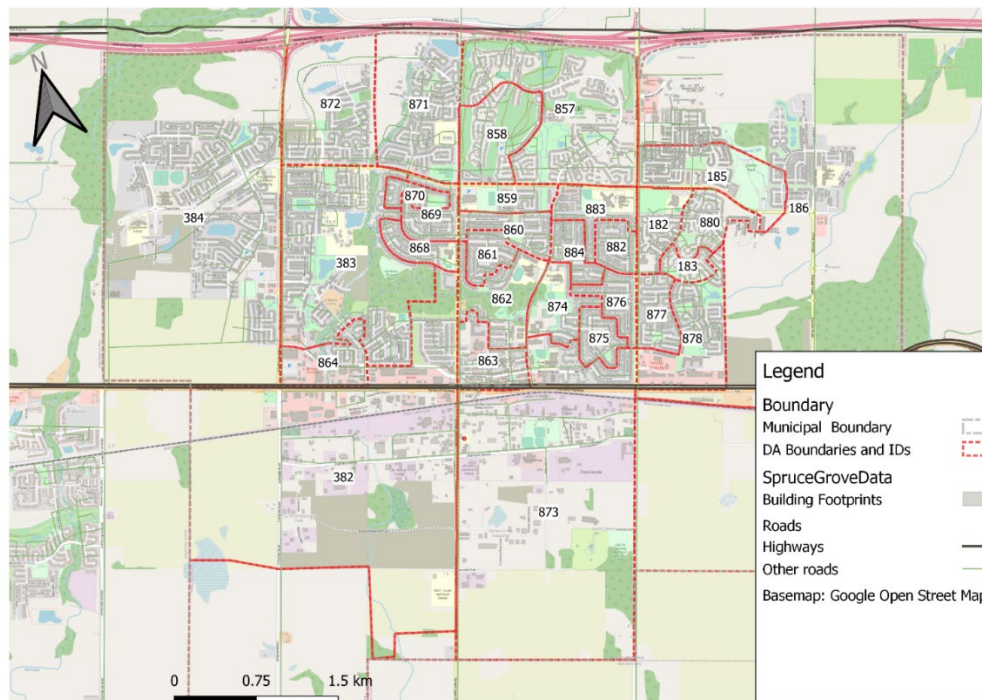 N
872
871
857
858
185
870
859
186
869
883
182
880
384
860
868
884
882
861
383
183
862
874
876
877
875
878
864
863
382
873
Legend
Boundary
Municipal Boundary
DA Boundaries and IDs
SpruceGroveData
Building Footprints
Roads
Highways
Other roads
Basemap: Google Open Street Map
0 0.75 1.5 km